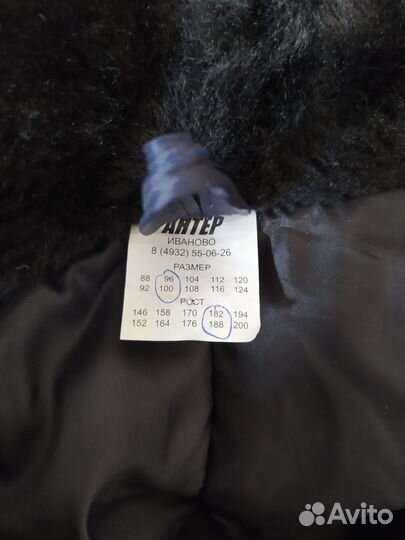 АНТЕР
ИВАНОВО
8 (4932) 55-06-26
РАЗМЕР
88 96 104 112 120
92 100 108 116 124
РОСТ
146 158 170 182 194
152 164 176 188 200
Avito